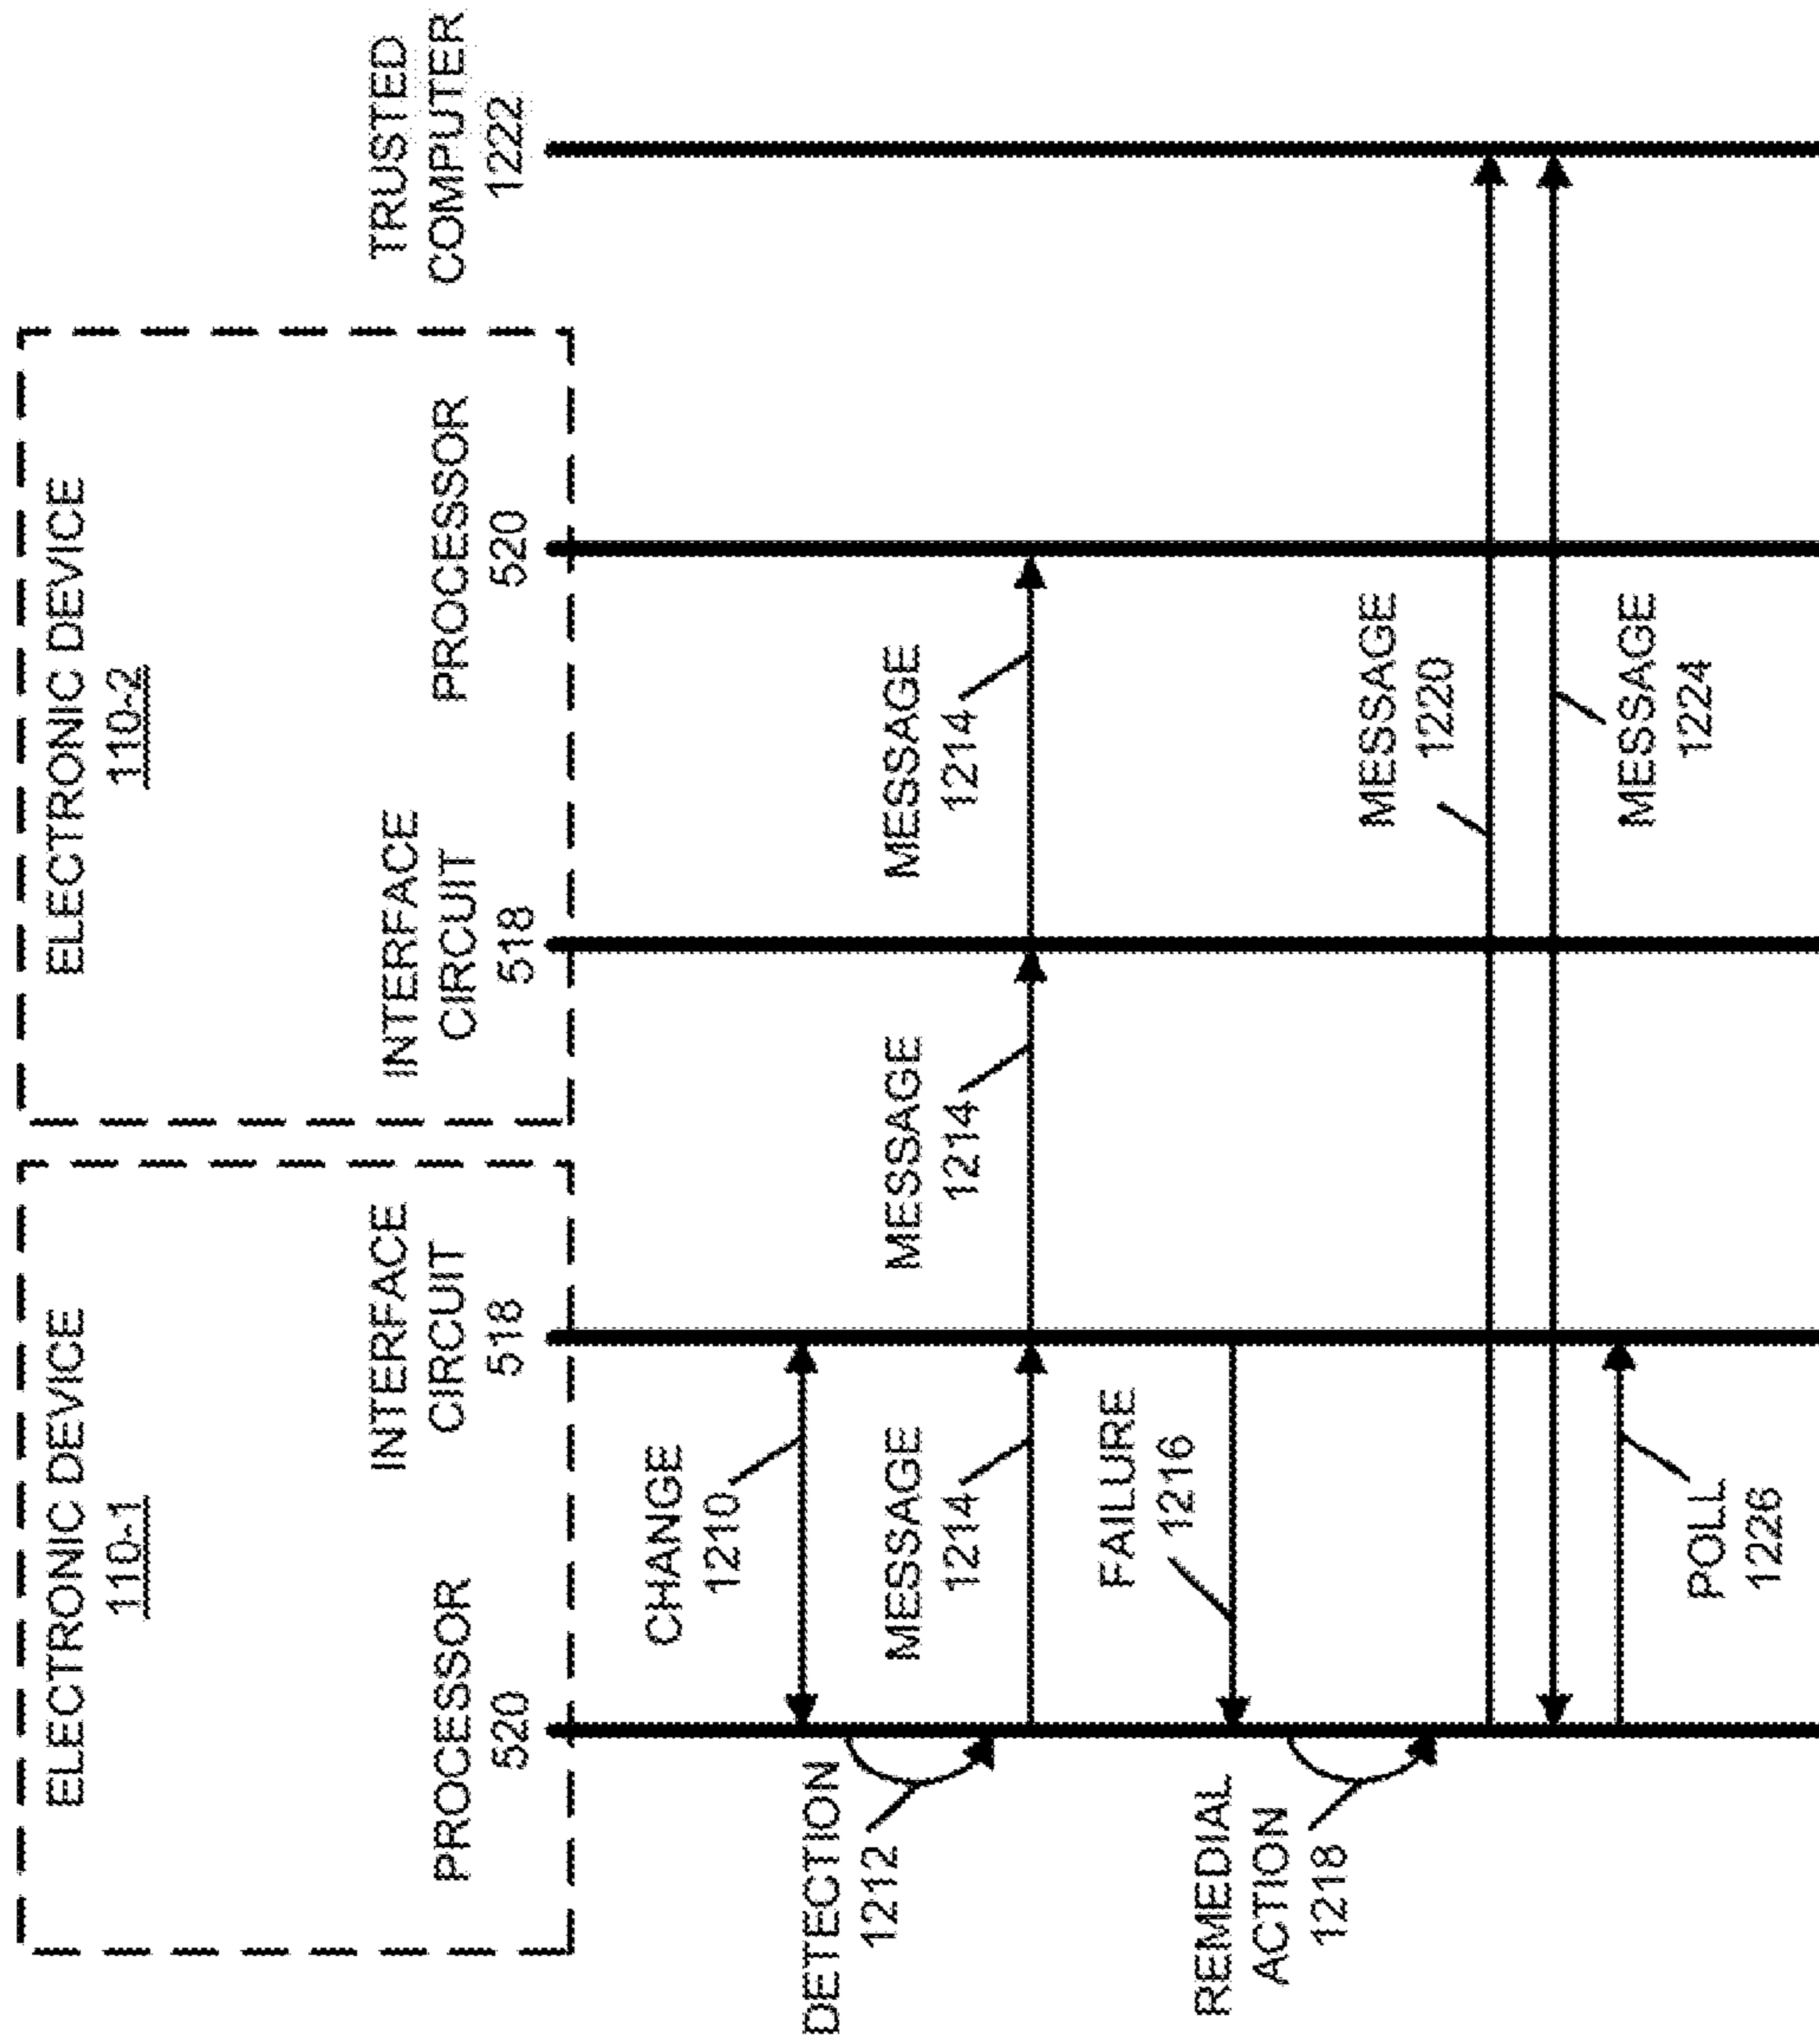 ELECTRONIC DEVICE
110-1
PROCESSOR
520
INTERFACE
CIRCUIT
518
ELECTRONIC DEVICE
110-2
INTERFACE
CIRCUIT
518
PROCESSOR
520
TRUSTED
COMPUTER
1222
CHANGE
1210
DETECTION
1212
MESSAGE
1214
MESSAGE
1214
MESSAGE
1214
FAILURE
1216
REMEDIAL
ACTION
1218
MESSAGE
1220
MESSAGE
1224
POLL
1226